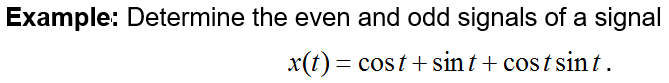 Example: Determine the even and odd signals of a signal
x(t) = cos t + sin t + cos t sin t .